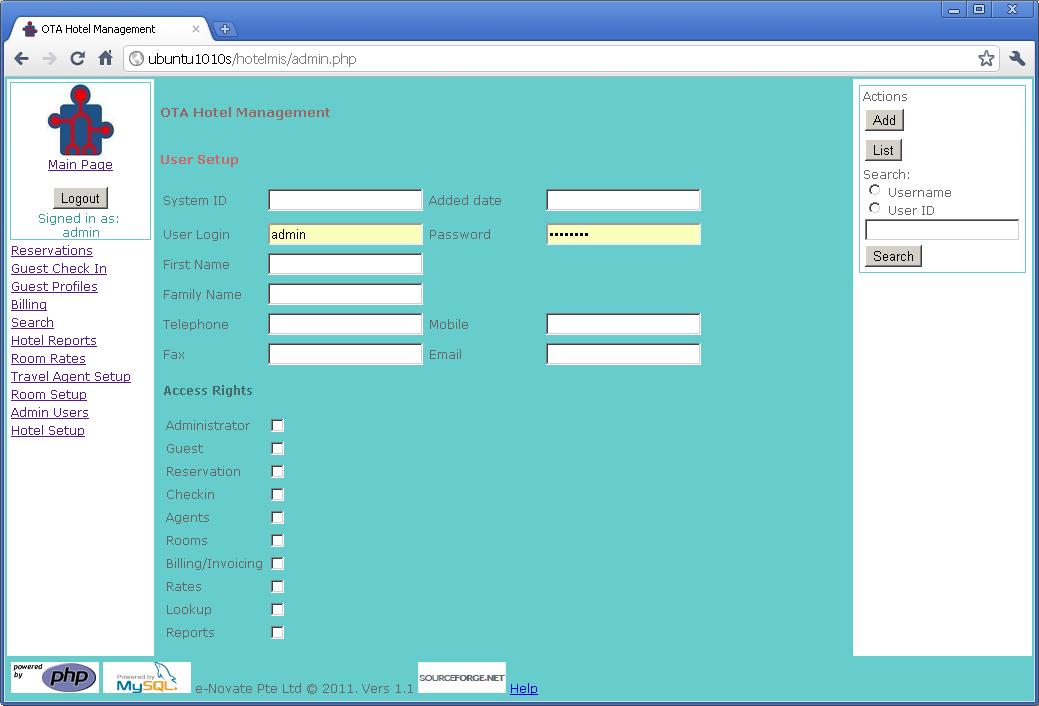 OTA Hotel Management
ubuntu1010s/hotelmis/admin.php
Main Page
Logout
Signed in as:
admin
Reservations
Guest Check In
Guest Profiles
Billing
Search
Hotel Reports
Room Rates
Travel Agent Setup
Room Setup
Admin Users
Hotel Setup
OTA Hotel Management
User Setup
System ID Added date
User Login admin Password ••••••••
First Name
Family Name
Telephone Mobile
Fax Email
Access Rights
Administrator
Guest
Reservation
Checkin
Agents
Rooms
Billing/Invoicing
Rates
Lookup
Reports
Actions
Add
List
Search:
Username
User ID
Search
powered by php Powered by MySQL. e-Novate Pte Ltd © 2011. Vers 1.1 SOURCEFORGE.NET Help